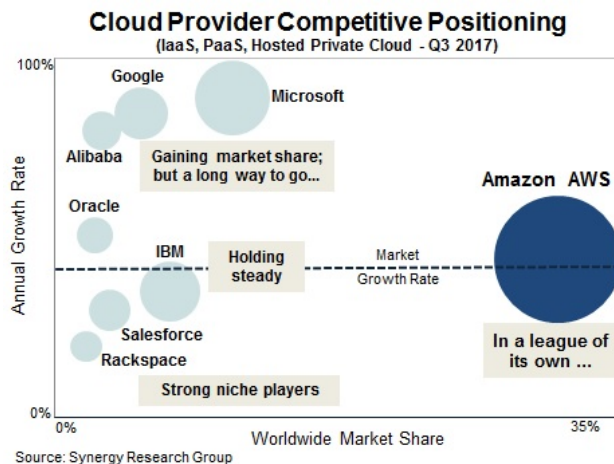 Cloud Provider Competitive Positioning
(IaaS, PaaS, Hosted Private Cloud - Q3 2017)
100%
Google
Microsoft
Alibaba
Gaining market share;
but a long way to go...
Amazon AWS
Oracle
IBM
Holding
steady
Market
Growth Rate
Annual Growth Rate
Salesforce
Rackspace
In a league of
its own ...
Strong niche players
0%
0%
35%
Worldwide Market Share
Source: Synergy Research Group